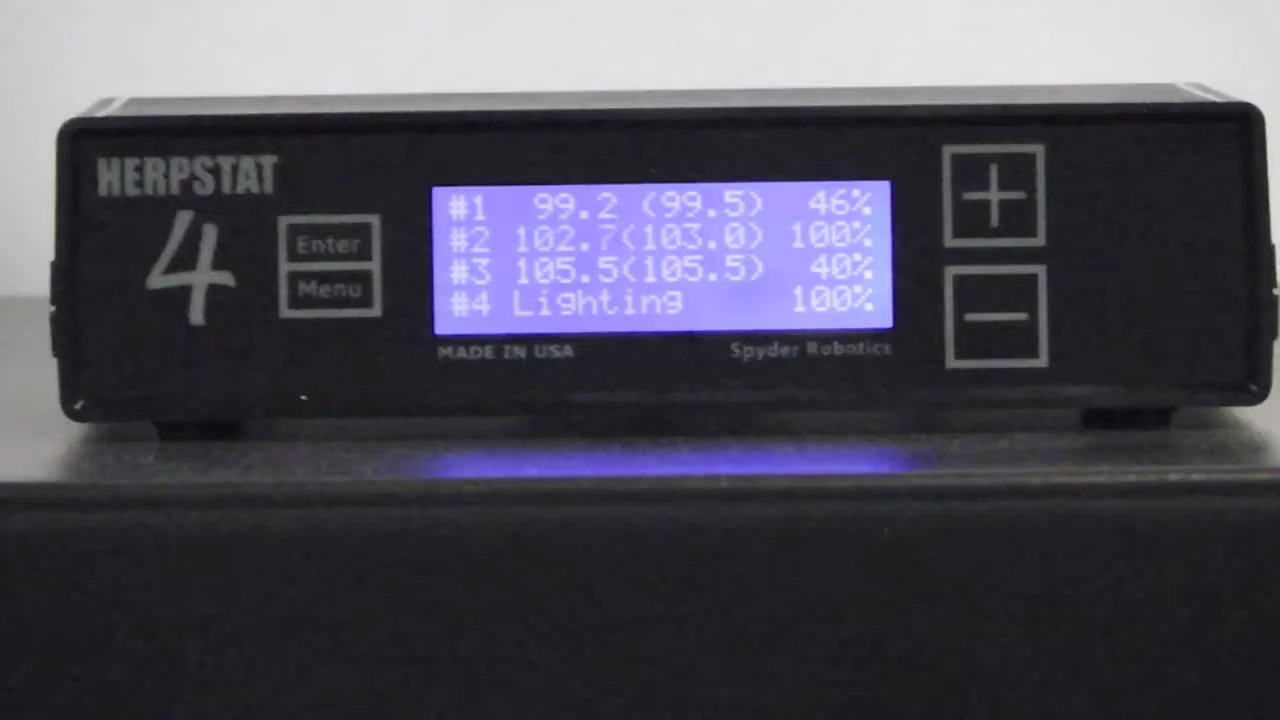 HERPSTAT
4
Enter
Menu
#1 99.2 (99.5) 46%
#2 102.7(103.0) 100%
#3 105.5(105.5) 40%
#4 Lighting 100%
MADE IN USA
Spyder Robotics
+
−